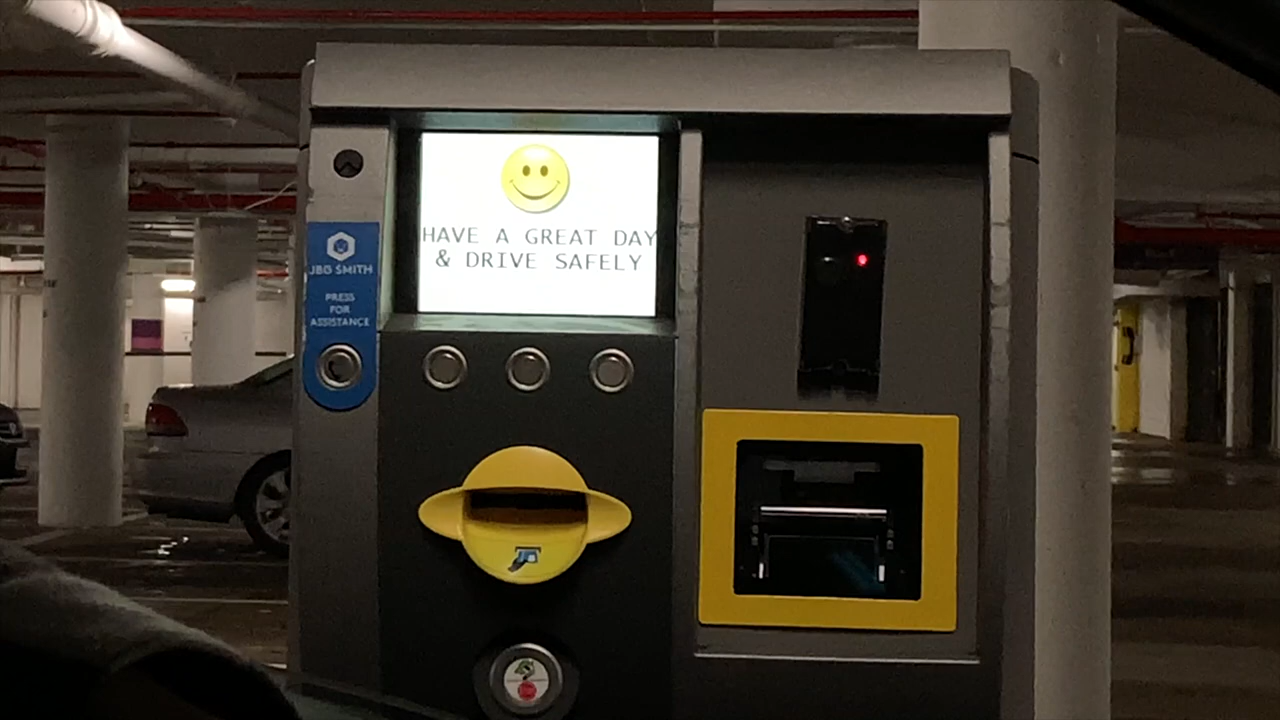 HAVE A GREAT DAY
& DRIVE SAFELY
JBG SMITH
PRESS
FOR
ASSISTANCE